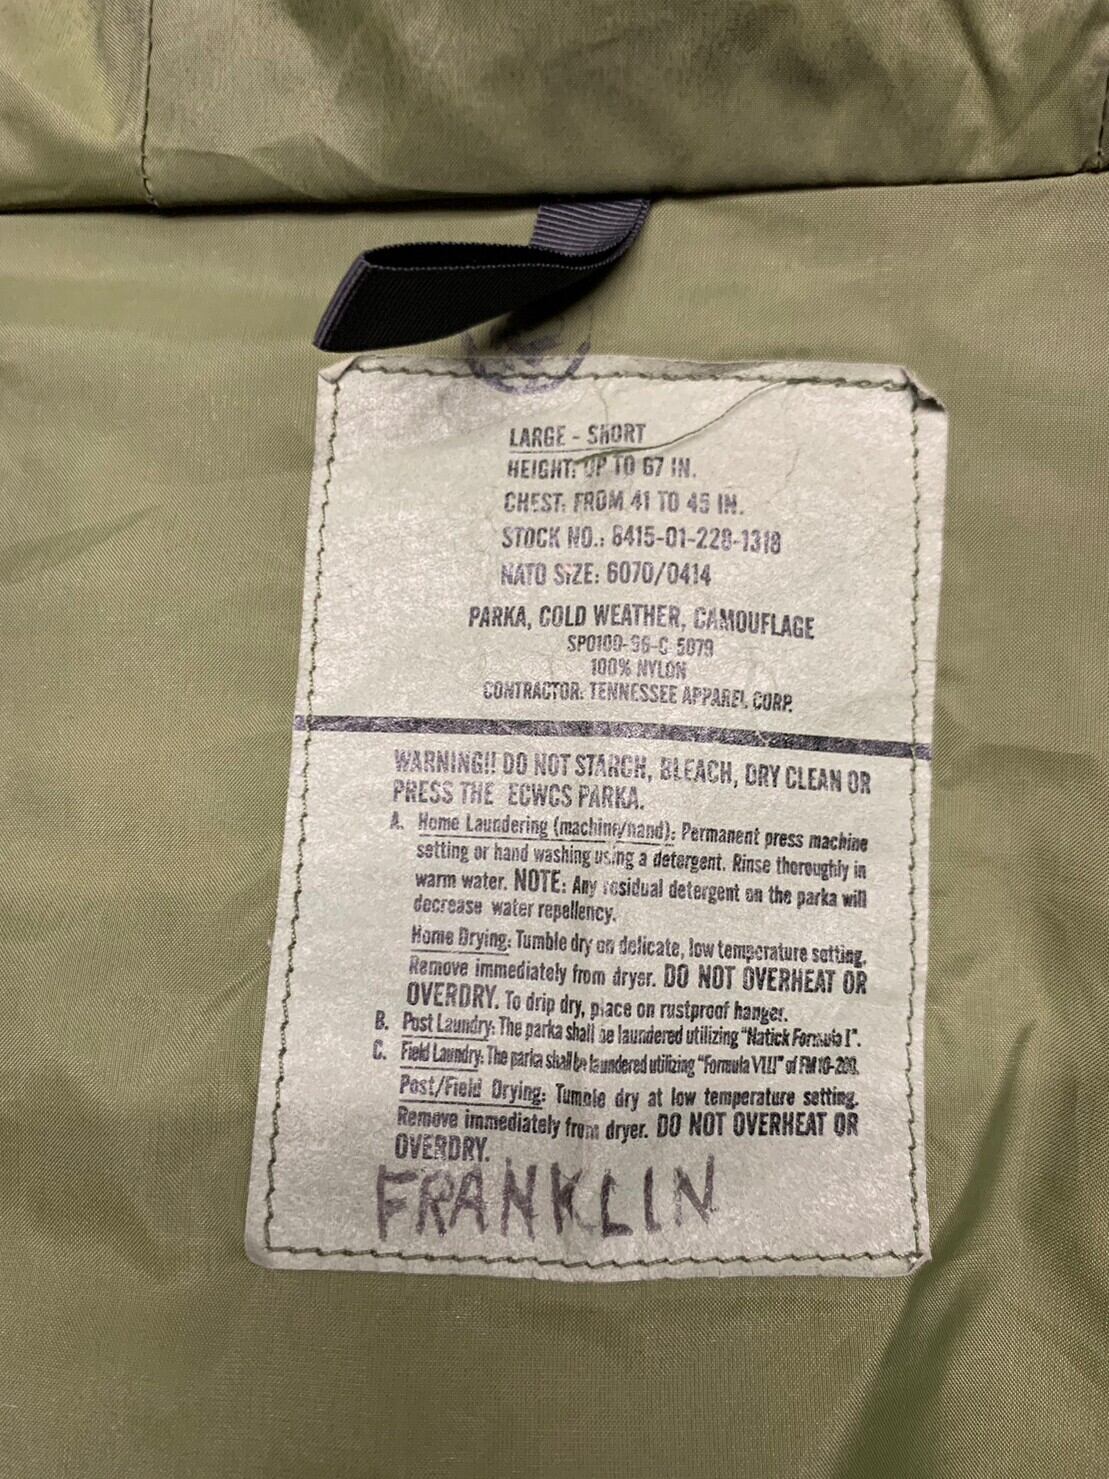 LARGE - SHORT
HEIGHT: UP TO 67 IN.
CHEST: FROM 41 TO 45 IN.
STOCK NO.: 8415-01-228-1318
NATO SIZE: 6070/0414
PARKA, COLD WEATHER, CAMOUFLAGE
SPO100-96-C-5079
100% NYLON
CONTRACTOR: TENNESSEE APPAREL CORP.
WARNING!! DO NOT STARCH, BLEACH, DRY CLEAN OR
PRESS THE ECWCS PARKA.
A. Home Laundering (machine/hand): Permanent press machine
setting or hand washing using a detergent. Rinse thoroughly in
warm water. NOTE: Any residual detergent on the parka will
decrease water repellency.
Home Drying: Tumble dry on delicate, low temperature setting.
Remove immediately from dryer. DO NOT OVERHEAT OR
OVERDRY. To drip dry, place on rustproof hanger.
B. Post Laundry: The parka shall be laundered utilizing "Natick Formula I".
C. Field Laundry: The parka shall be laundered utilizing "Formula VIII" of FM 10-280.
Post/Field Drying: Tumble dry at low temperature setting.
Remove immediately from dryer. DO NOT OVERHEAT OR
OVERDRY.
FRANKLIN